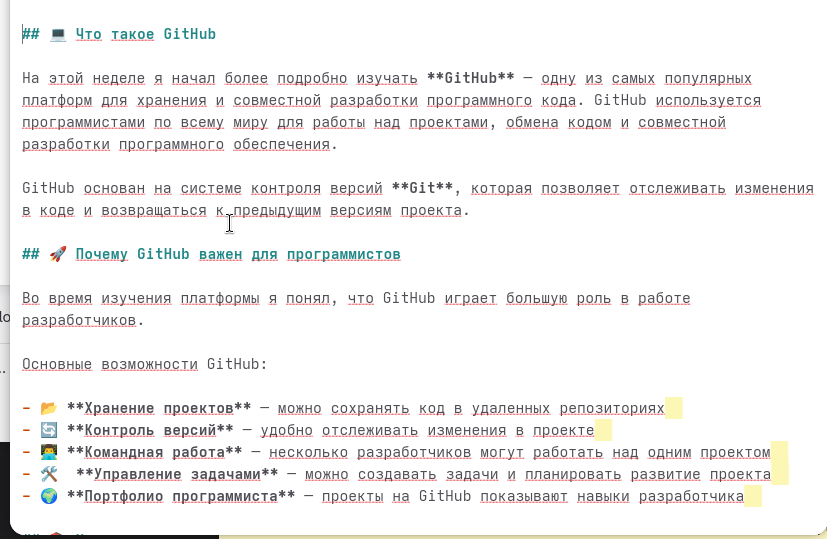 ## 💻 Что такое GitHub
На этой неделе я начал более подробно изучать **GitHub** — одну из самых популярных
платформ для хранения и совместной разработки программного кода. GitHub используется
программистами по всему миру для работы над проектами, обмена кодом и совместной
разработки программного обеспечения.
GitHub основан на системе контроля версий **Git**, которая позволяет отслеживать изменения
в коде и возвращаться к предыдущим версиям проекта.
## 🚀 Почему GitHub важен для программистов
Во время изучения платформы я понял, что GitHub играет большую роль в работе
разработчиков.
Основные возможности GitHub:
- 📂 **Хранение проектов** — можно сохранять код в удаленных репозиториях
- 🔄 **Контроль версий** — удобно отслеживать изменения в проекте
- 👨‍💻 **Командная работа** — несколько разработчиков могут работать над одним проектом
- 🛠️ **Управление задачами** — можно создавать задачи и планировать развитие проекта
- 🌍 **Портфолио программиста** — проекты на GitHub показывают навыки разработчика